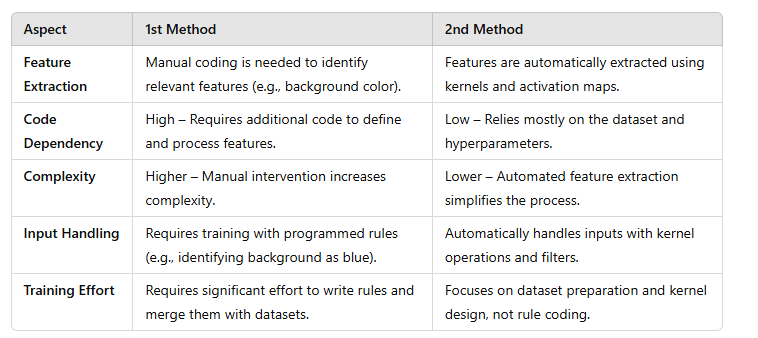 Aspect 1st Method 2nd Method
Feature Manual coding is needed to identify Features are automatically extracted using
Extraction relevant features (e.g., background color). kernels and activation maps.
Code High – Requires additional code to define Low – Relies mostly on the dataset and
Dependency and process features. hyperparameters.
Complexity Higher – Manual intervention increases Lower – Automated feature extraction
complexity. simplifies the process.
Input Handling Requires training with programmed rules Automatically handles inputs with kernel
(e.g., identifying background as blue). operations and filters.
Training Effort Requires significant effort to write rules and Focuses on dataset preparation and kernel
merge them with datasets. design, not rule coding.